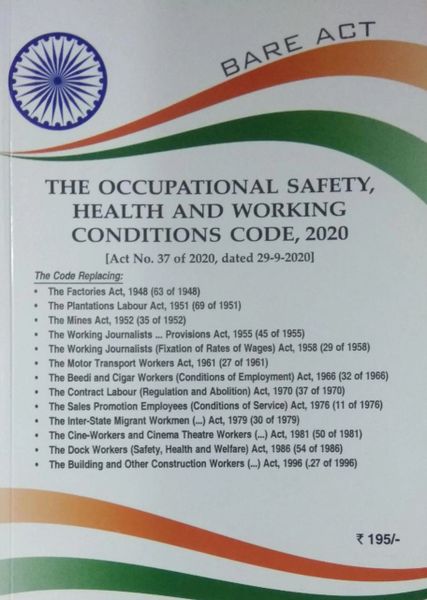 BARE ACT
THE OCCUPATIONAL SAFETY,
HEALTH AND WORKING
CONDITIONS CODE, 2020
[Act No. 37 of 2020, dated 29-9-2020]
The Code Replacing:
• The Factories Act, 1948 (63 of 1948)
• The Plantations Labour Act, 1951 (69 of 1951)
• The Mines Act, 1952 (35 of 1952)
• The Working Journalists ... Provisions Act, 1955 (45 of 1955)
• The Working Journalists (Fixation of Rates of Wages) Act, 1958 (29 of 1958)
• The Motor Transport Workers Act, 1961 (27 of 1961)
• The Beedi and Cigar Workers (Conditions of Employment) Act, 1966 (32 of 1966)
• The Contract Labour (Regulation and Abolition) Act, 1970 (37 of 1970)
• The Sales Promotion Employees (Conditions of Service) Act, 1976 (11 of 1976)
• The Inter-State Migrant Workmen (...) Act, 1979 (30 of 1979)
• The Cine-Workers and Cinema Theatre Workers (...) Act, 1981 (50 of 1981)
• The Dock Workers (Safety, Health and Welfare) Act, 1986 (54 of 1986)
• The Building and Other Construction Workers (...) Act, 1996 (.27 of 1996)
₹ 195/-